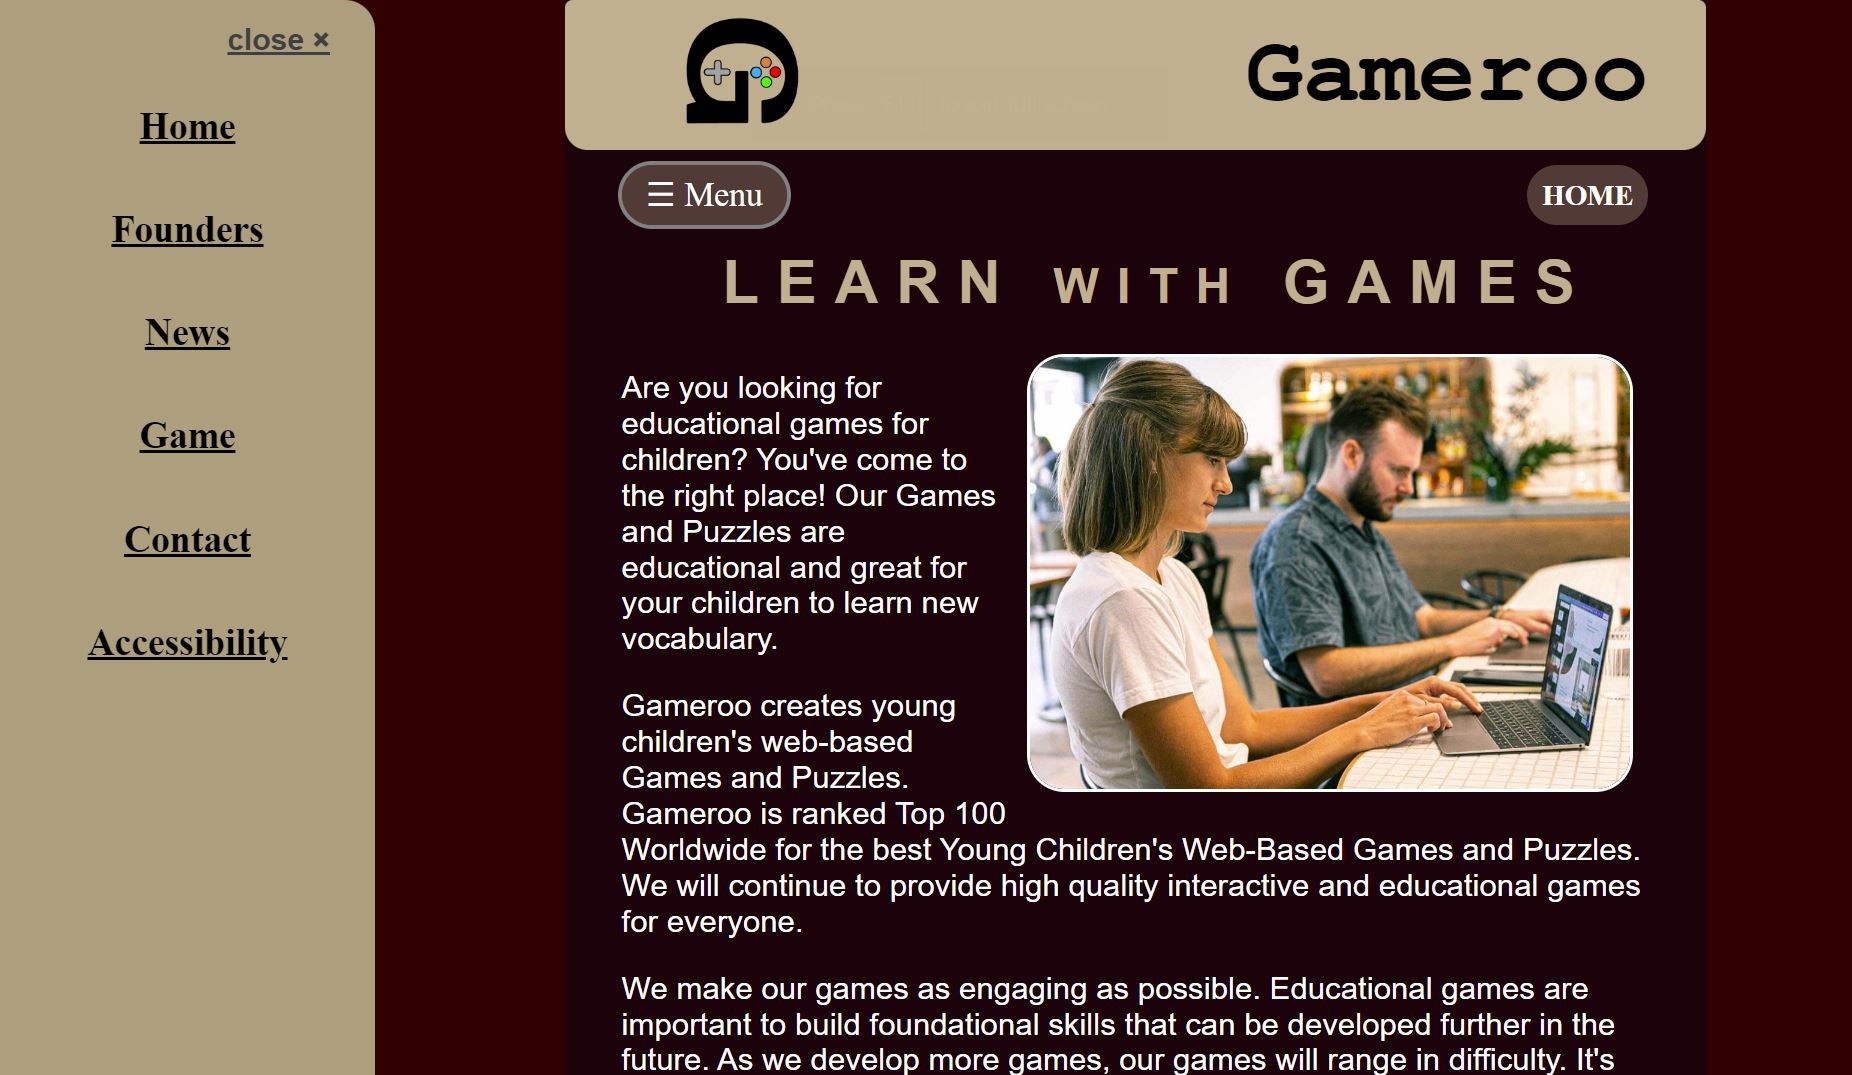 close ×
Home
Founders
News
Game
Contact
Accessibility
Gameroo
☰ Menu
HOME
LEARN WITH GAMES
Are you looking for
educational games for
children? You've come to
the right place! Our Games
and Puzzles are
educational and great for
your children to learn new
vocabulary.
Gameroo creates young
children's web-based
Games and Puzzles.
Gameroo is ranked Top 100
Worldwide for the best Young Children's Web-Based Games and Puzzles.
We will continue to provide high quality interactive and educational games
for everyone.
We make our games as engaging as possible. Educational games are
important to build foundational skills that can be developed further in the
future. As we develop more games, our games will range in difficulty. It's